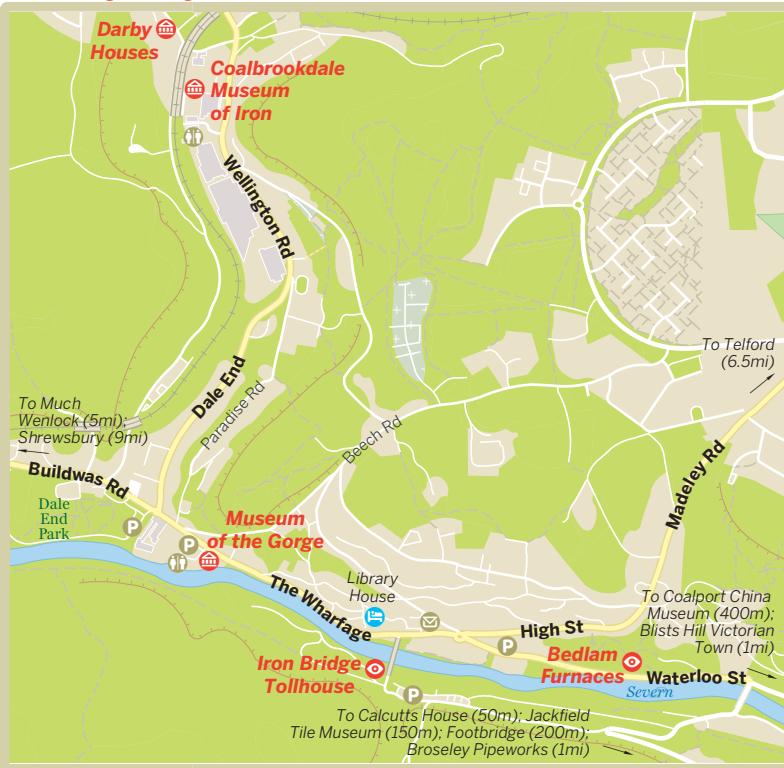 Darby
Houses
Coalbrookdale
Museum
of Iron
Wellington Rd
To Telford
(6.5mi)
Dale End
Paradise Rd
To Much
Wenlock (5mi);
Shrewsbury (9mi)
Beech Rd
Buildwas Rd
Madeley Rd
Dale
End
Park
P
P
Museum
of the Gorge
Library
House
The Wharfage
To Coalport China
Museum (400m);
Blists Hill Victorian
Town (1mi)
High St
P
Bedlam
Furnaces
Waterloo St
Severn
Iron Bridge
Tollhouse
P
To Calcutts House (50m); Jackfield
Tile Museum (150m); Footbridge (200m);
Broseley Pipeworks (1mi)